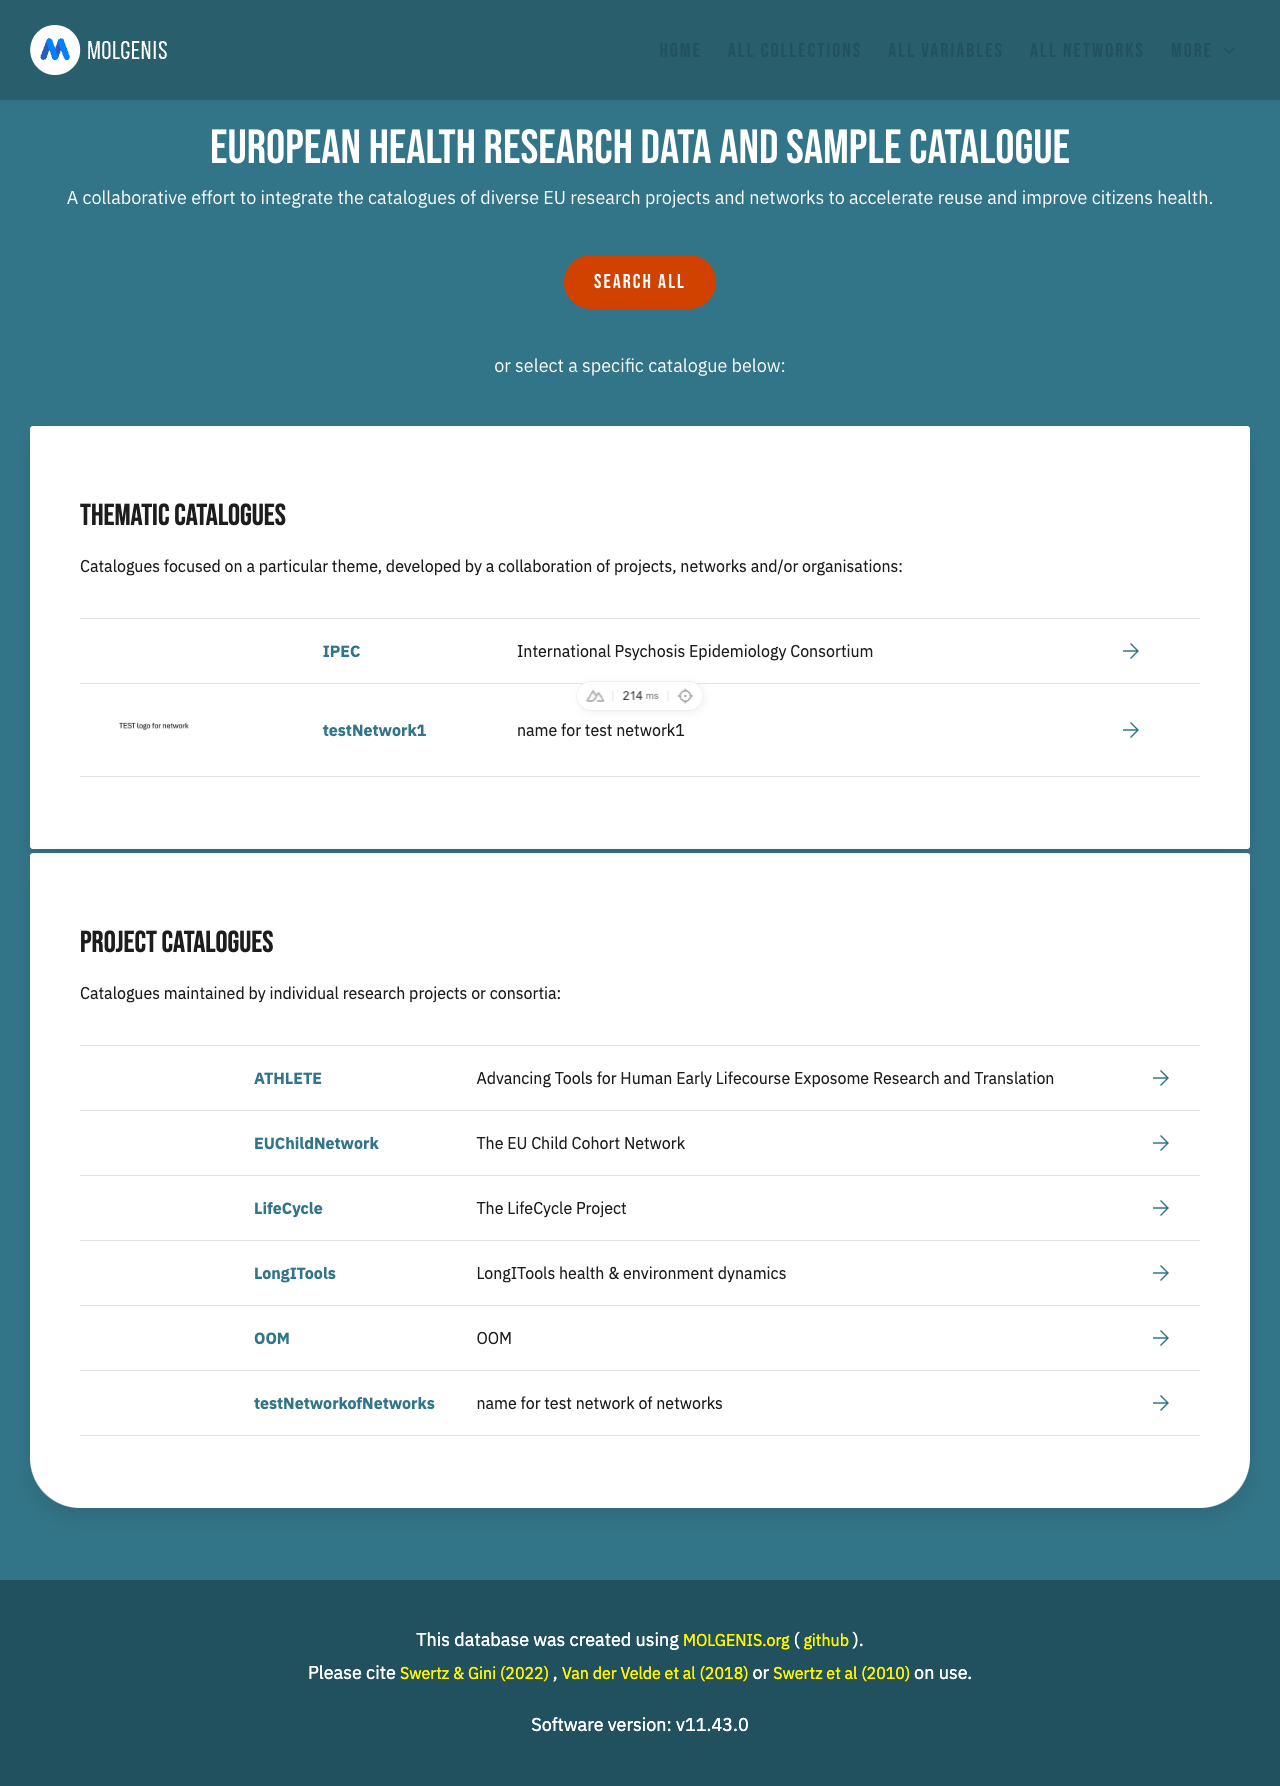 MOLGENIS
HOME ALL COLLECTIONS ALL VARIABLES ALL NETWORKS MORE
EUROPEAN HEALTH RESEARCH DATA AND SAMPLE CATALOGUE
A collaborative effort to integrate the catalogues of diverse EU research projects and networks to accelerate reuse and improve citizens health.
SEARCH ALL
or select a specific catalogue below:
THEMATIC CATALOGUES
Catalogues focused on a particular theme, developed by a collaboration of projects, networks and/or organisations:
IPEC International Psychosis Epidemiology Consortium
214 ms
TEST logo for network testNetwork1 name for test network1
PROJECT CATALOGUES
Catalogues maintained by individual research projects or consortia:
ATHLETE Advancing Tools for Human Early Lifecourse Exposome Research and Translation
EUChildNetwork The EU Child Cohort Network
LifeCycle The LifeCycle Project
LongITools LongITools health & environment dynamics
OOM OOM
testNetworkofNetworks name for test network of networks
This database was created using MOLGENIS.org ( github ).
Please cite Swertz & Gini (2022) , Van der Velde et al (2018) or Swertz et al (2010) on use.
Software version: v11.43.0